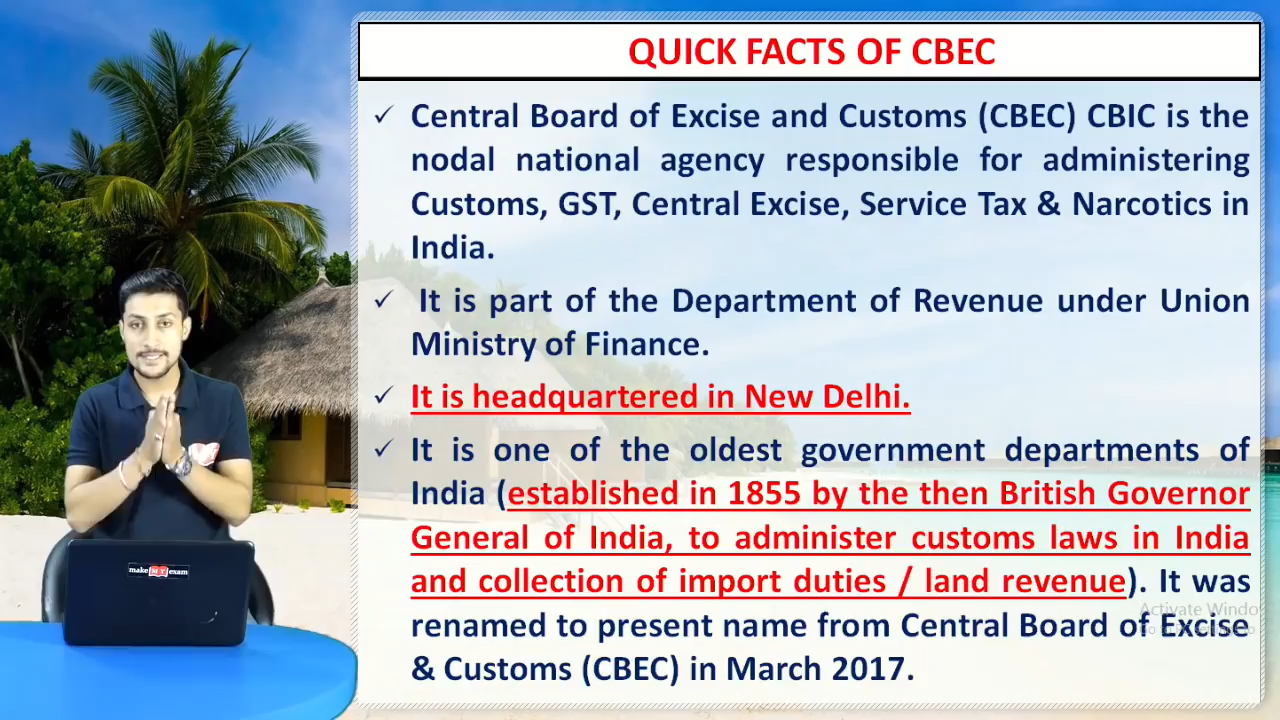 QUICK FACTS OF CBEC
✓ Central Board of Excise and Customs (CBEC) CBIC is the
nodal national agency responsible for administering
Customs, GST, Central Excise, Service Tax & Narcotics in
India.
✓ It is part of the Department of Revenue under Union
Ministry of Finance.
✓ It is headquartered in New Delhi.
✓ It is one of the oldest government departments of
India (established in 1855 by the then British Governor
General of India, to administer customs laws in India
and collection of import duties / land revenue). It was
renamed to present name from Central Board of Excise
& Customs (CBEC) in March 2017.
make MT exam
Activate Windo